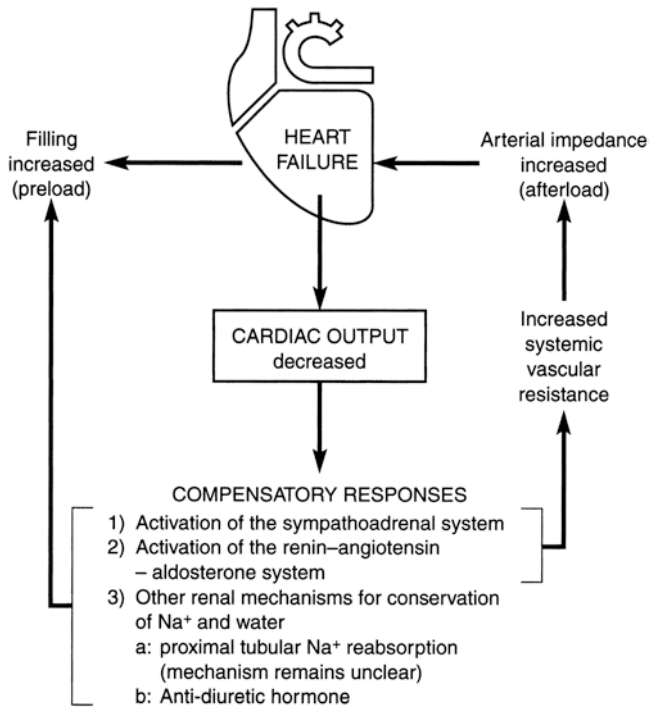 HEART
FAILURE
Filling
increased
(preload)
Arterial impedance
increased
(afterload)
CARDIAC OUTPUT
decreased
Increased
systemic
vascular
resistance
COMPENSATORY RESPONSES
1) Activation of the sympathoadrenal system
2) Activation of the renin–angiotensin
– aldosterone system
3) Other renal mechanisms for conservation
of Na⁺ and water
a: proximal tubular Na⁺ reabsorption
(mechanism remains unclear)
b: Anti-diuretic hormone